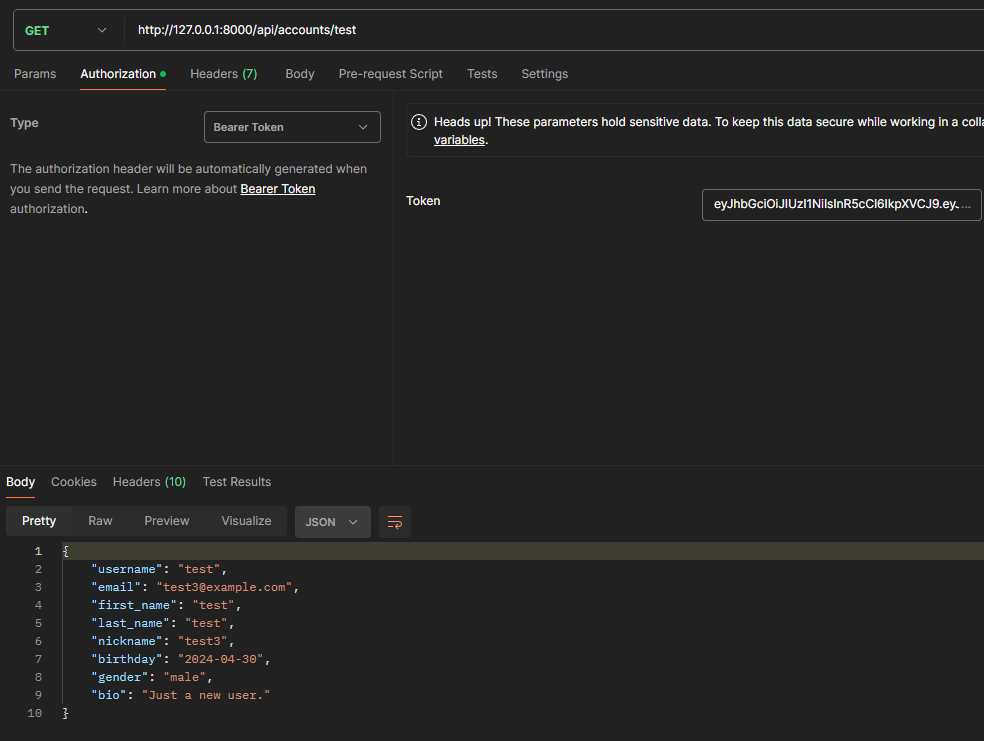 GET http://127.0.0.1:8000/api/accounts/test
Params Authorization Headers (7) Body Pre-request Script Tests Settings
Type Bearer Token
The authorization header will be automatically generated when
you send the request. Learn more about Bearer Token
authorization.
Heads up! These parameters hold sensitive data. To keep this data secure while working in a colla
variables.
Token eyJhbGciOiJIUzI1NiIsInR5cCI6IkpXVCJ9.eyJ...
Body Cookies Headers (10) Test Results
Pretty Raw Preview Visualize JSON
1 {
2 "username": "test",
3 "email": "test3@example.com",
4 "first_name": "test",
5 "last_name": "test",
6 "nickname": "test3",
7 "birthday": "2024-04-30",
8 "gender": "male",
9 "bio": "Just a new user."
10 }